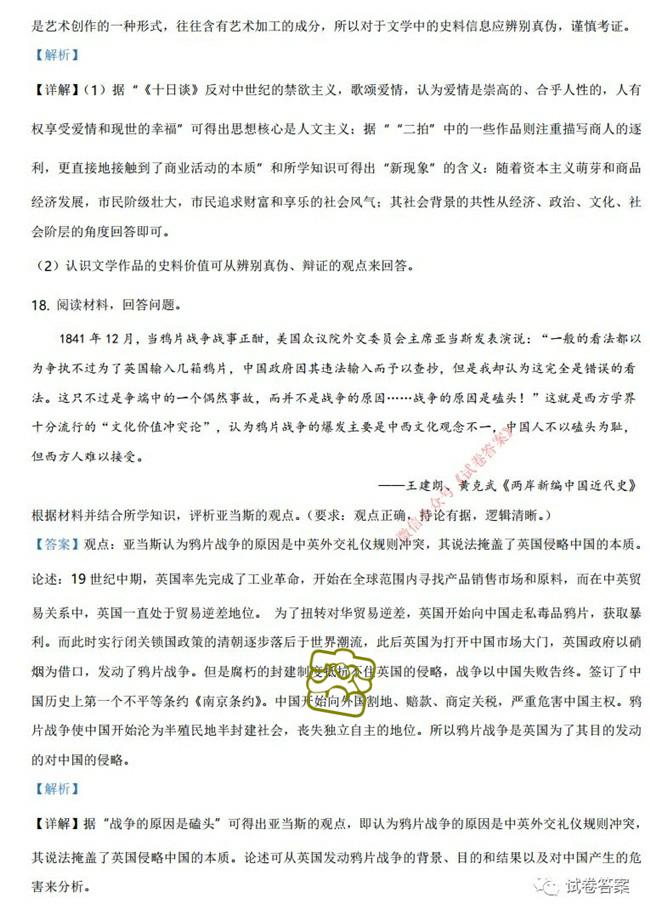 是艺术创作的一种形式，往往含有艺术加工的成分，所以对于文学中的史料信息应辨别真伪，谨慎考证。
【解析】
【详解】（1）据“《十日谈》反对中世纪的禁欲主义，歌颂爱情，认为爱情是崇高的、合乎人性的，人有
权享受爱情和现世的幸福”可得出思想核心是人文主义；据““二拍”中的一些作品则注重描写商人的逐
利，更直接地接触到了商业活动的本质”和所学知识可得出“新现象”的含义：随着资本主义萌芽和商品
经济发展，市民阶级壮大，市民追求财富和享乐的社会风气；其社会背景的共性从经济、政治、文化、社
会阶层的角度回答即可。
（2）认识文学作品的史料价值可从辨别真伪、辩证的观点来回答。
18. 阅读材料，回答问题。
1841 年 12 月，当鸦片战争战事正酣，美国众议院外交委员会主席亚当斯发表演说：“一般的看法都以
为争执不过为了英国输入几箱鸦片，中国政府因其违法输入而予以查抄，但是我却认为这完全是错误的看
法。这只不过是争端中的一个偶然事故，而并不是战争的原因……战争的原因是磕头！”这就是西方学界
十分流行的“文化价值冲突论”，认为鸦片战争的爆发主要是中西文化观念不一，中国人不以磕头为耻，
但西方人难以接受。
——王建朗、黄克武《两岸新编中国近代史》
根据材料并结合所学知识，评析亚当斯的观点。（要求：观点正确，持论有据，逻辑清晰。）
【答案】观点：亚当斯认为鸦片战争的原因是中英外交礼仪规则冲突，其说法掩盖了英国侵略中国的本质。
论述：19 世纪中期，英国率先完成了工业革命，开始在全球范围内寻找产品销售市场和原料，而在中英贸
易关系中，英国一直处于贸易逆差地位。 为了扭转对华贸易逆差，英国开始向中国走私毒品鸦片，获取暴
利。而此时实行闭关锁国政策的清朝逐步落后于世界潮流，此后英国为打开中国市场大门，英国政府以硝
烟为借口，发动了鸦片战争。但是腐朽的封建制度抵抗不住英国的侵略，战争以中国失败告终。签订了中
国历史上第一个不平等条约《南京条约》。中国开始向外国割地、赔款、商定关税，严重危害中国主权。鸦
片战争使中国开始沦为半殖民地半封建社会，丧失独立自主的地位。所以鸦片战争是英国为了其目的发动
的对中国的侵略。
【解析】
【详解】据“战争的原因是磕头”可得出亚当斯的观点，即认为鸦片战争的原因是中英外交礼仪规则冲突，
其说法掩盖了英国侵略中国的本质。论述可从英国发动鸦片战争的背景、目的和结果以及对中国产生的危
害来分析。
微信公众号《试卷答案》
试卷答案